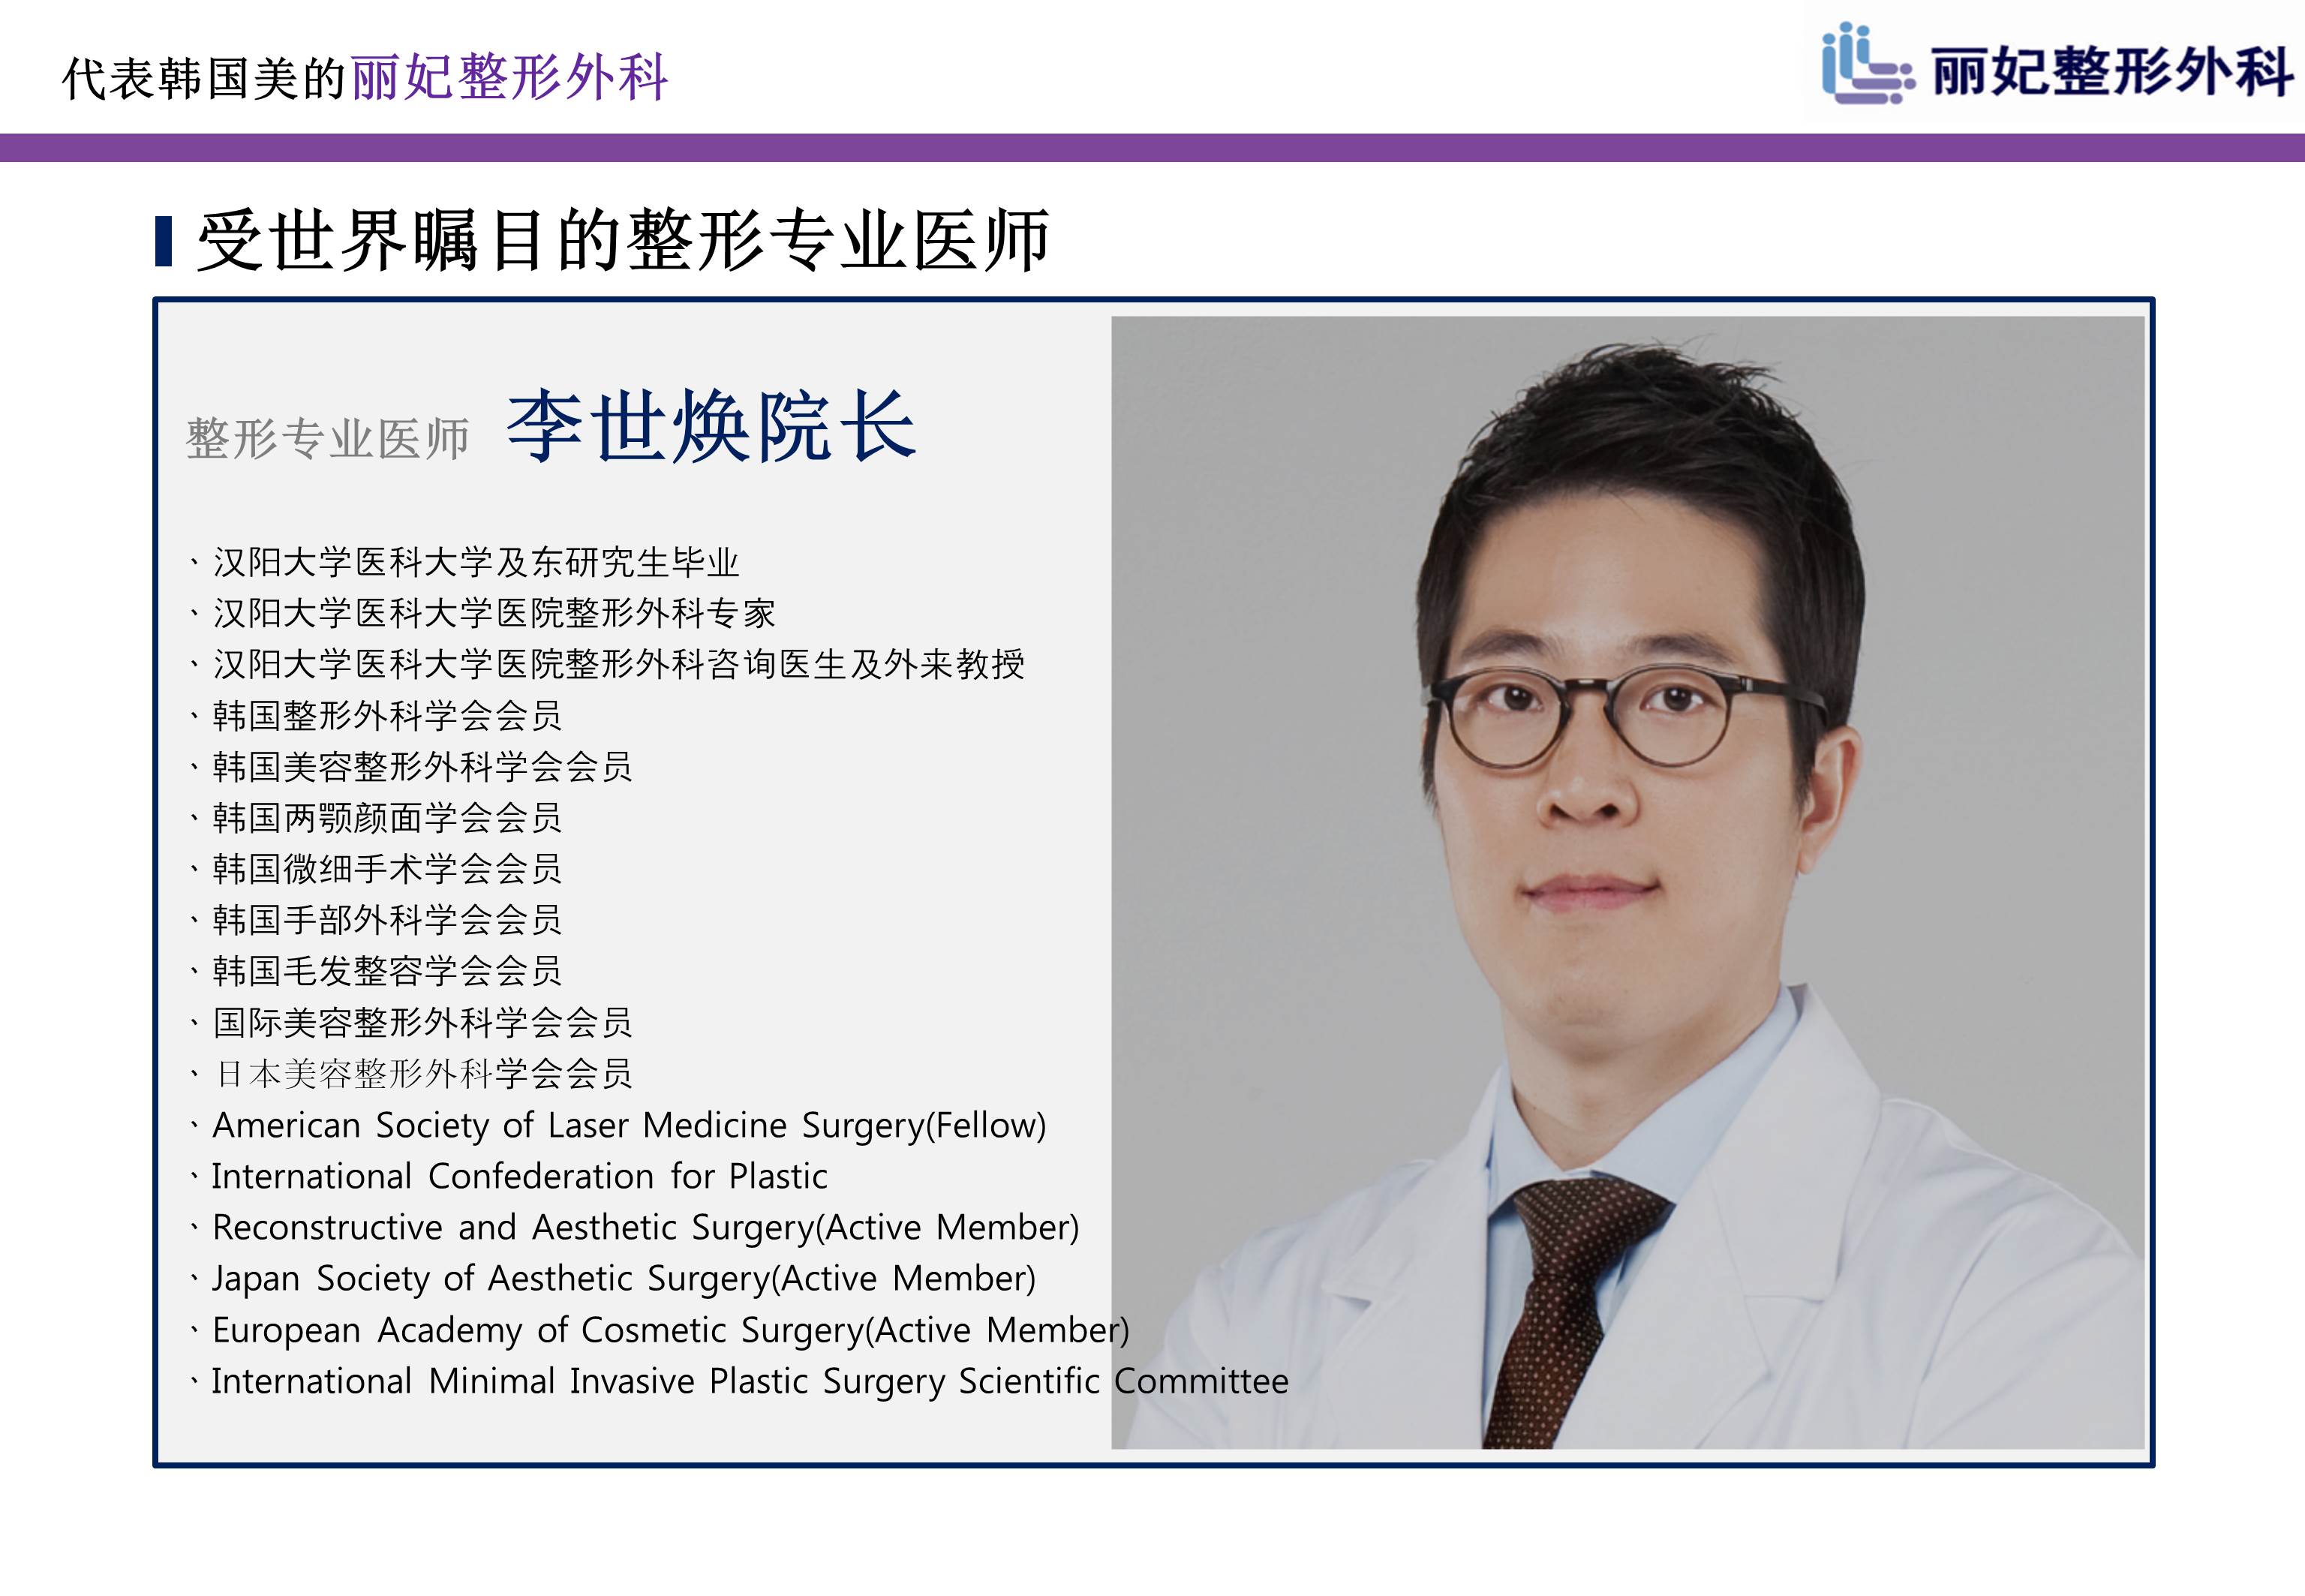 代表韩国美的丽妃整形外科
丽妃整形外科
受世界瞩目的整形专业医师
整形专业医师 李世焕院长
、汉阳大学医科大学及东研究生毕业
、汉阳大学医科大学医院整形外科专家
、汉阳大学医科大学医院整形外科咨询医生及外来教授
、韩国整形外科学会会员
、韩国美容整形外科学会会员
、韩国两颚颜面学会会员
、韩国微细手术学会会员
、韩国手部外科学会会员
、韩国毛发整容学会会员
、国际美容整形外科学会会员
、日本美容整形外科学会会员
、American Society of Laser Medicine Surgery(Fellow)
、International Confederation for Plastic
、Reconstructive and Aesthetic Surgery(Active Member)
、Japan Society of Aesthetic Surgery(Active Member)
、European Academy of Cosmetic Surgery(Active Member)
、International Minimal Invasive Plastic Surgery Scientific Committee